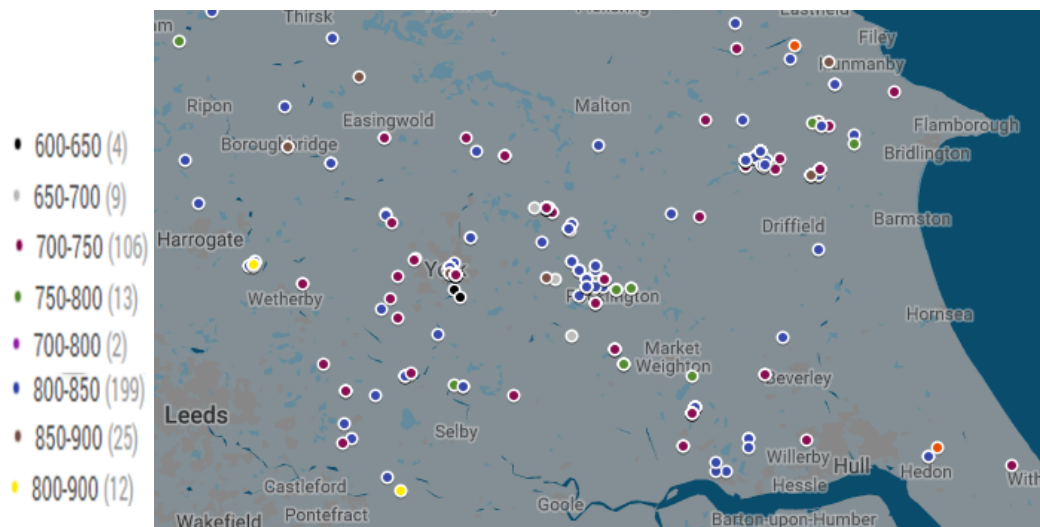 600-650 (4)
650-700 (9)
700-750 (106)
750-800 (13)
700-800 (2)
800-850 (199)
850-900 (25)
800-900 (12)
Thirsk
Eastfield
Filey
Hunmanby
Ripon
Malton
Easingwold
Boroughbridge
Flamborough
Bridlington
Harrogate
Driffield
Barmston
York
Wetherby
Pocklington
Hornsea
Market
Weighton
Beverley
Leeds
Selby
Willerby
Hull
Hedon
With
Castleford
Hessle
Goole
Pontefract
Wakefield
Barton-upon-Humber